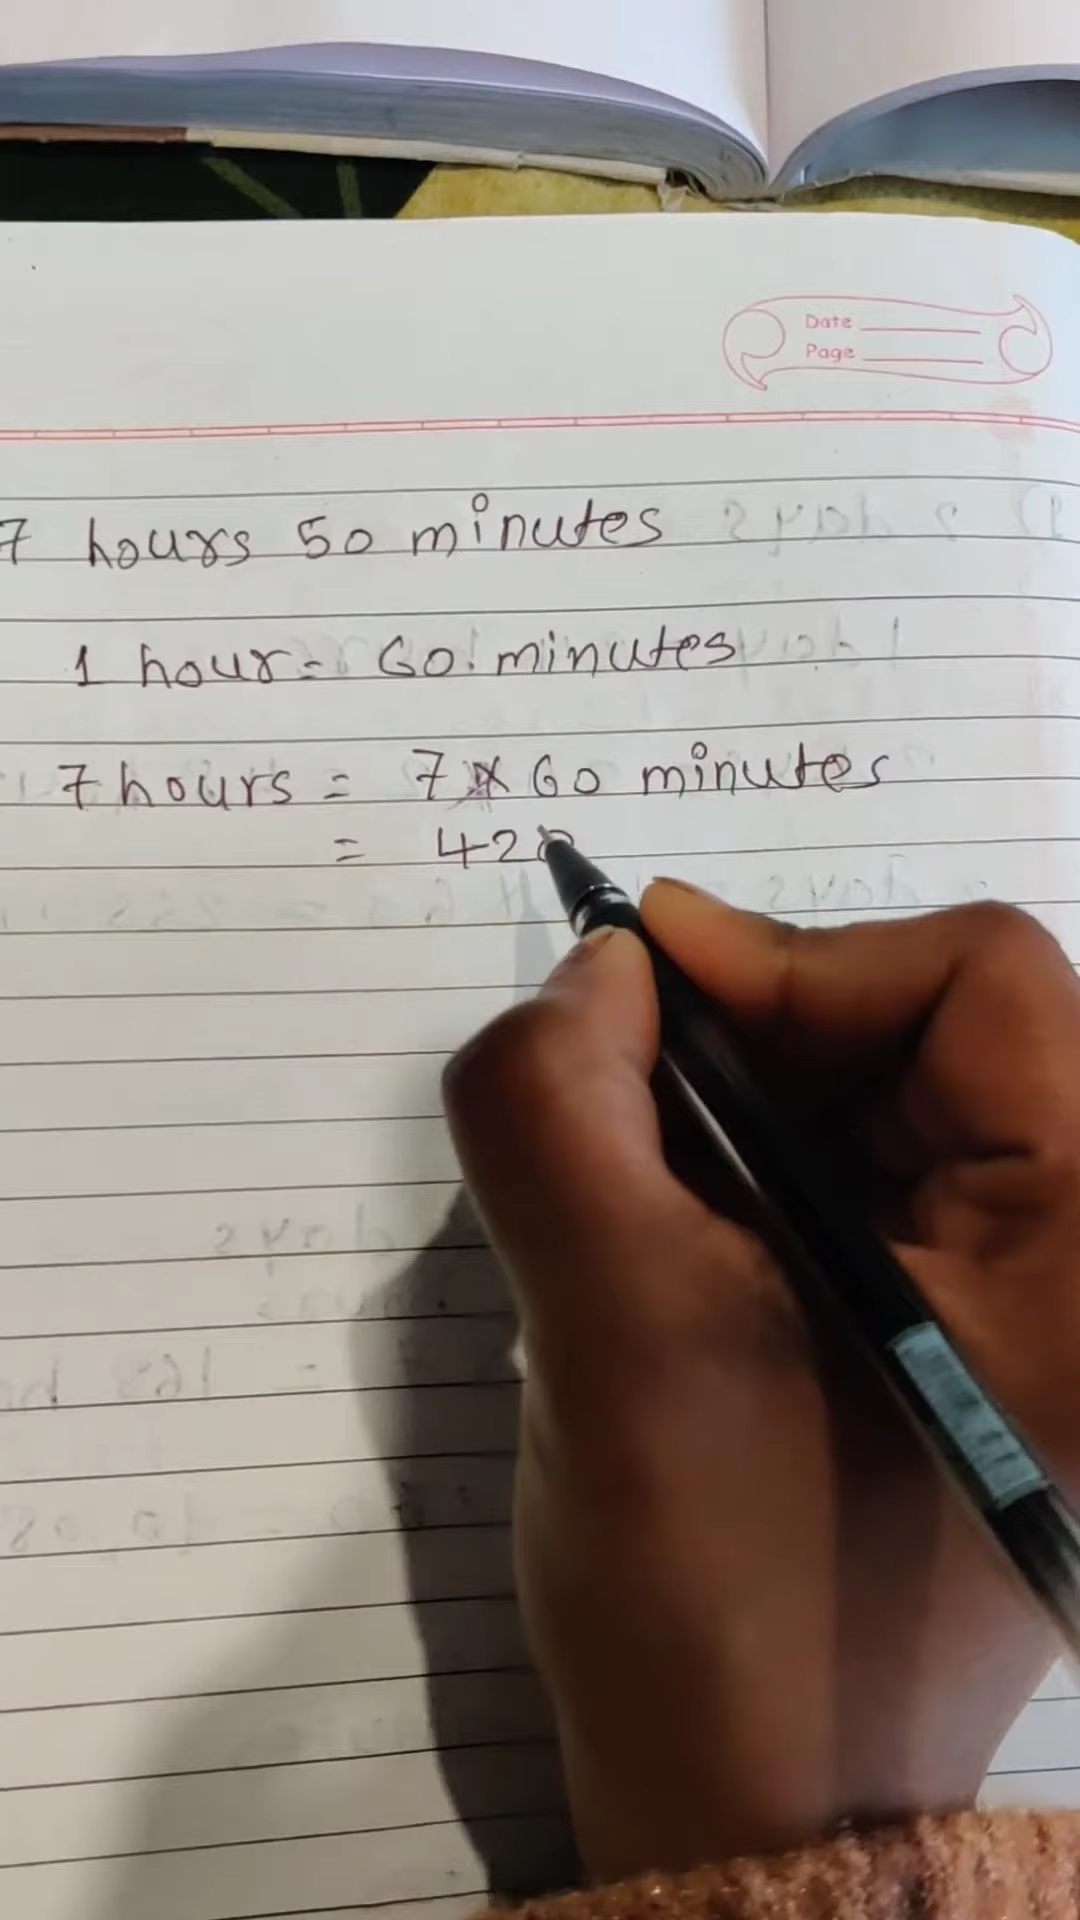 Date
Page
7 hours 50 minutes
1 hour = 60 minutes
7 hours = 7 × 60 minutes
= 420